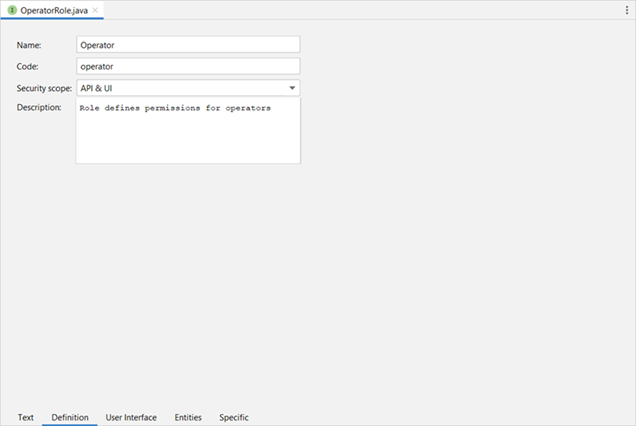 OperatorRole.java
Name: Operator
Code: operator
Security scope: API & UI
Description: Role defines permissions for operators
Text Definition User Interface Entities Specific